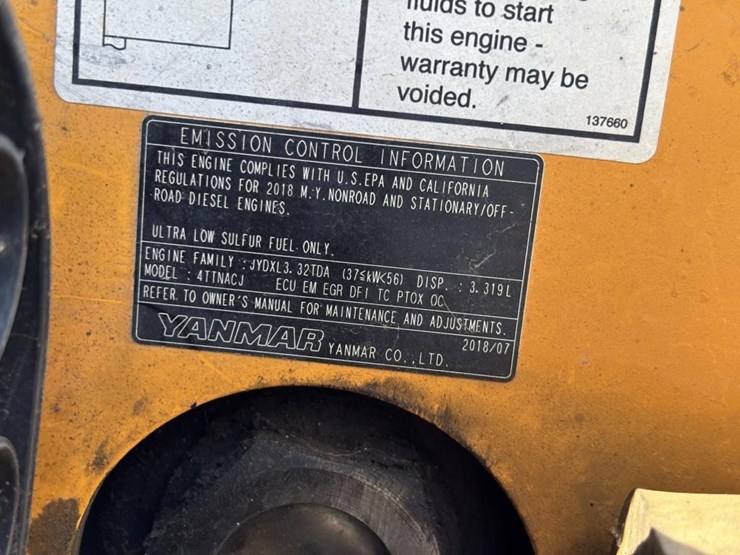 fluids to start
this engine -
warranty may be
voided.
137660
EMISSION CONTROL INFORMATION
THIS ENGINE COMPLIES WITH U.S.EPA AND CALIFORNIA
REGULATIONS FOR 2018 M.Y.NONROAD AND STATIONARY/OFF-
ROAD DIESEL ENGINES.
ULTRA LOW SULFUR FUEL ONLY.
ENGINE FAMILY :JYDXL3.32TDA (37≤kW<56) DISP. : 3.319L
MODEL : 4TTNACJ ECU EM EGR DFI TC PTOX OC
REFER TO OWNER'S MANUAL FOR MAINTENANCE AND ADJUSTMENTS.
2018/07
YANMAR YANMAR CO.,LTD.